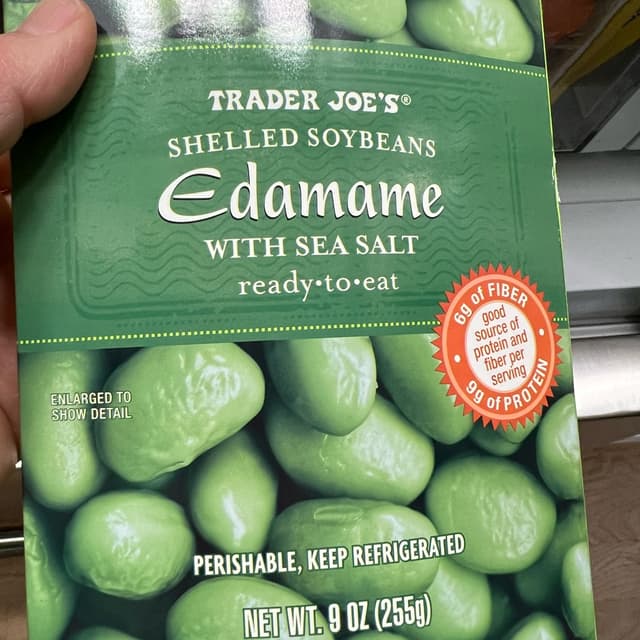 TRADER JOE'S®
SHELLED SOYBEANS
Edamame
WITH SEA SALT
ready•to•eat
6g of FIBER
good
source of
protein and
fiber per
serving
9g of PROTEIN
ENLARGED TO
SHOW DETAIL
PERISHABLE, KEEP REFRIGERATED
NET WT. 9 OZ (255g)